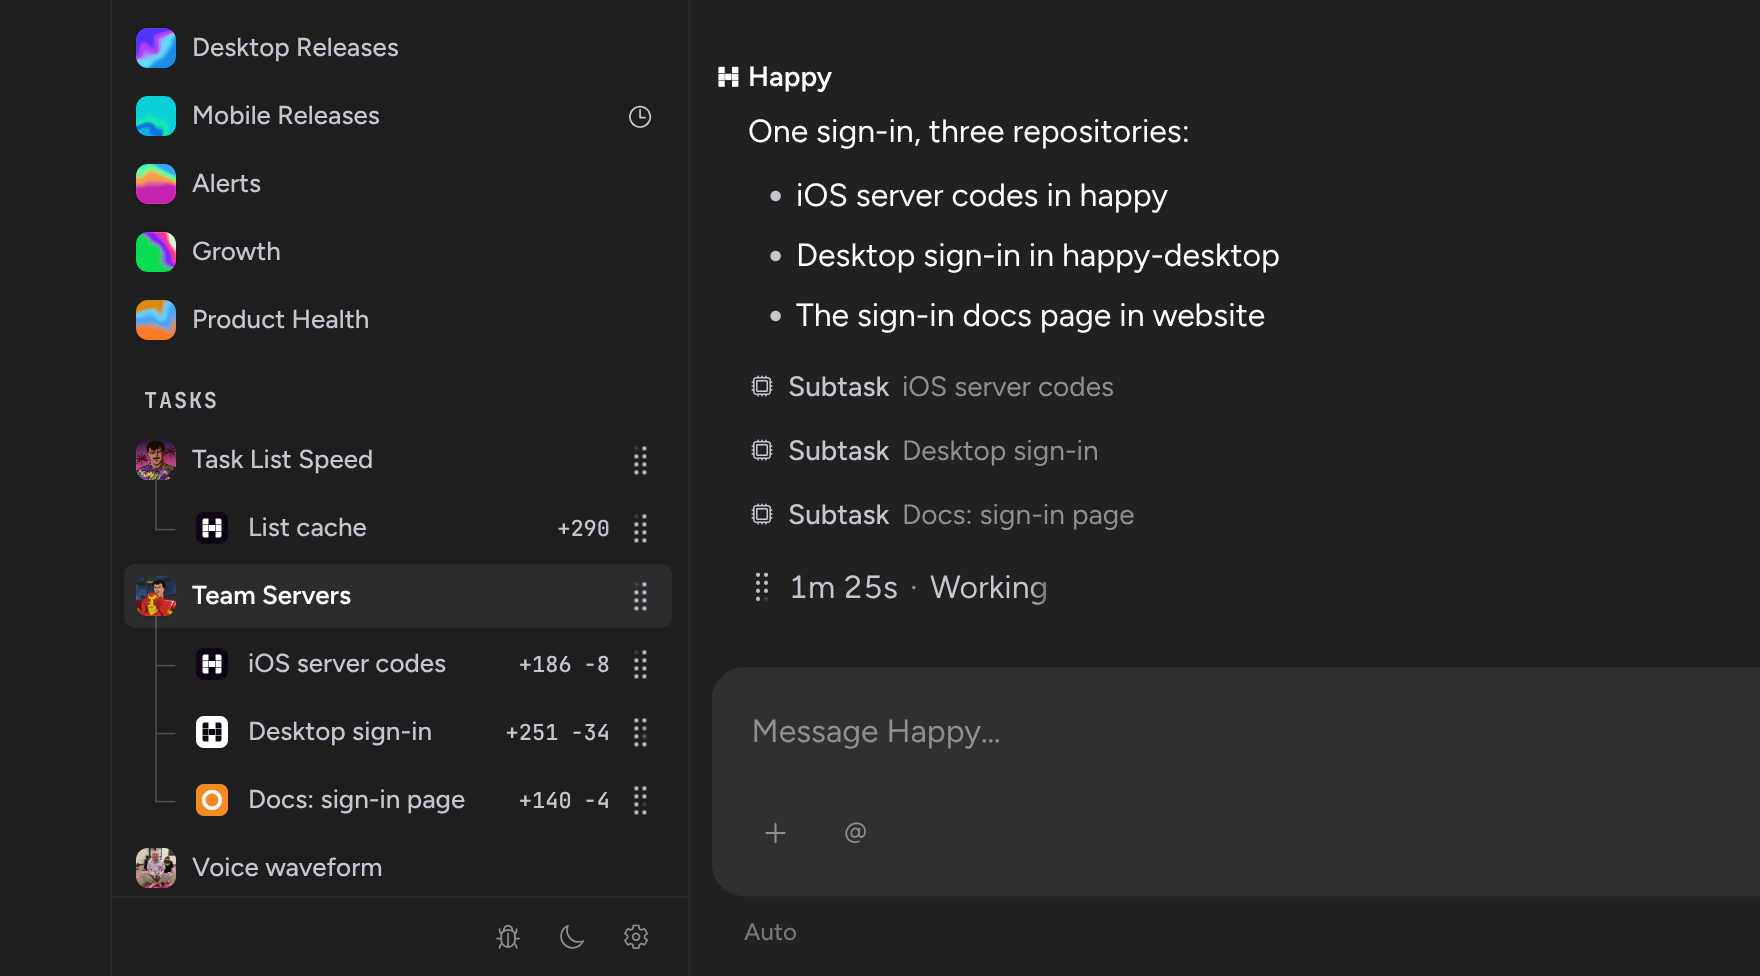 Desktop Releases
Mobile Releases
Alerts
Growth
Product Health
TASKS
Task List Speed
List cache +290
Team Servers
iOS server codes +186 -8
Desktop sign-in +251 -34
Docs: sign-in page +140 -4
Voice waveform
Happy
One sign-in, three repositories:
• iOS server codes in happy
• Desktop sign-in in happy-desktop
• The sign-in docs page in website
Subtask iOS server codes
Subtask Desktop sign-in
Subtask Docs: sign-in page
1m 25s · Working
Message Happy...
+ @
Auto